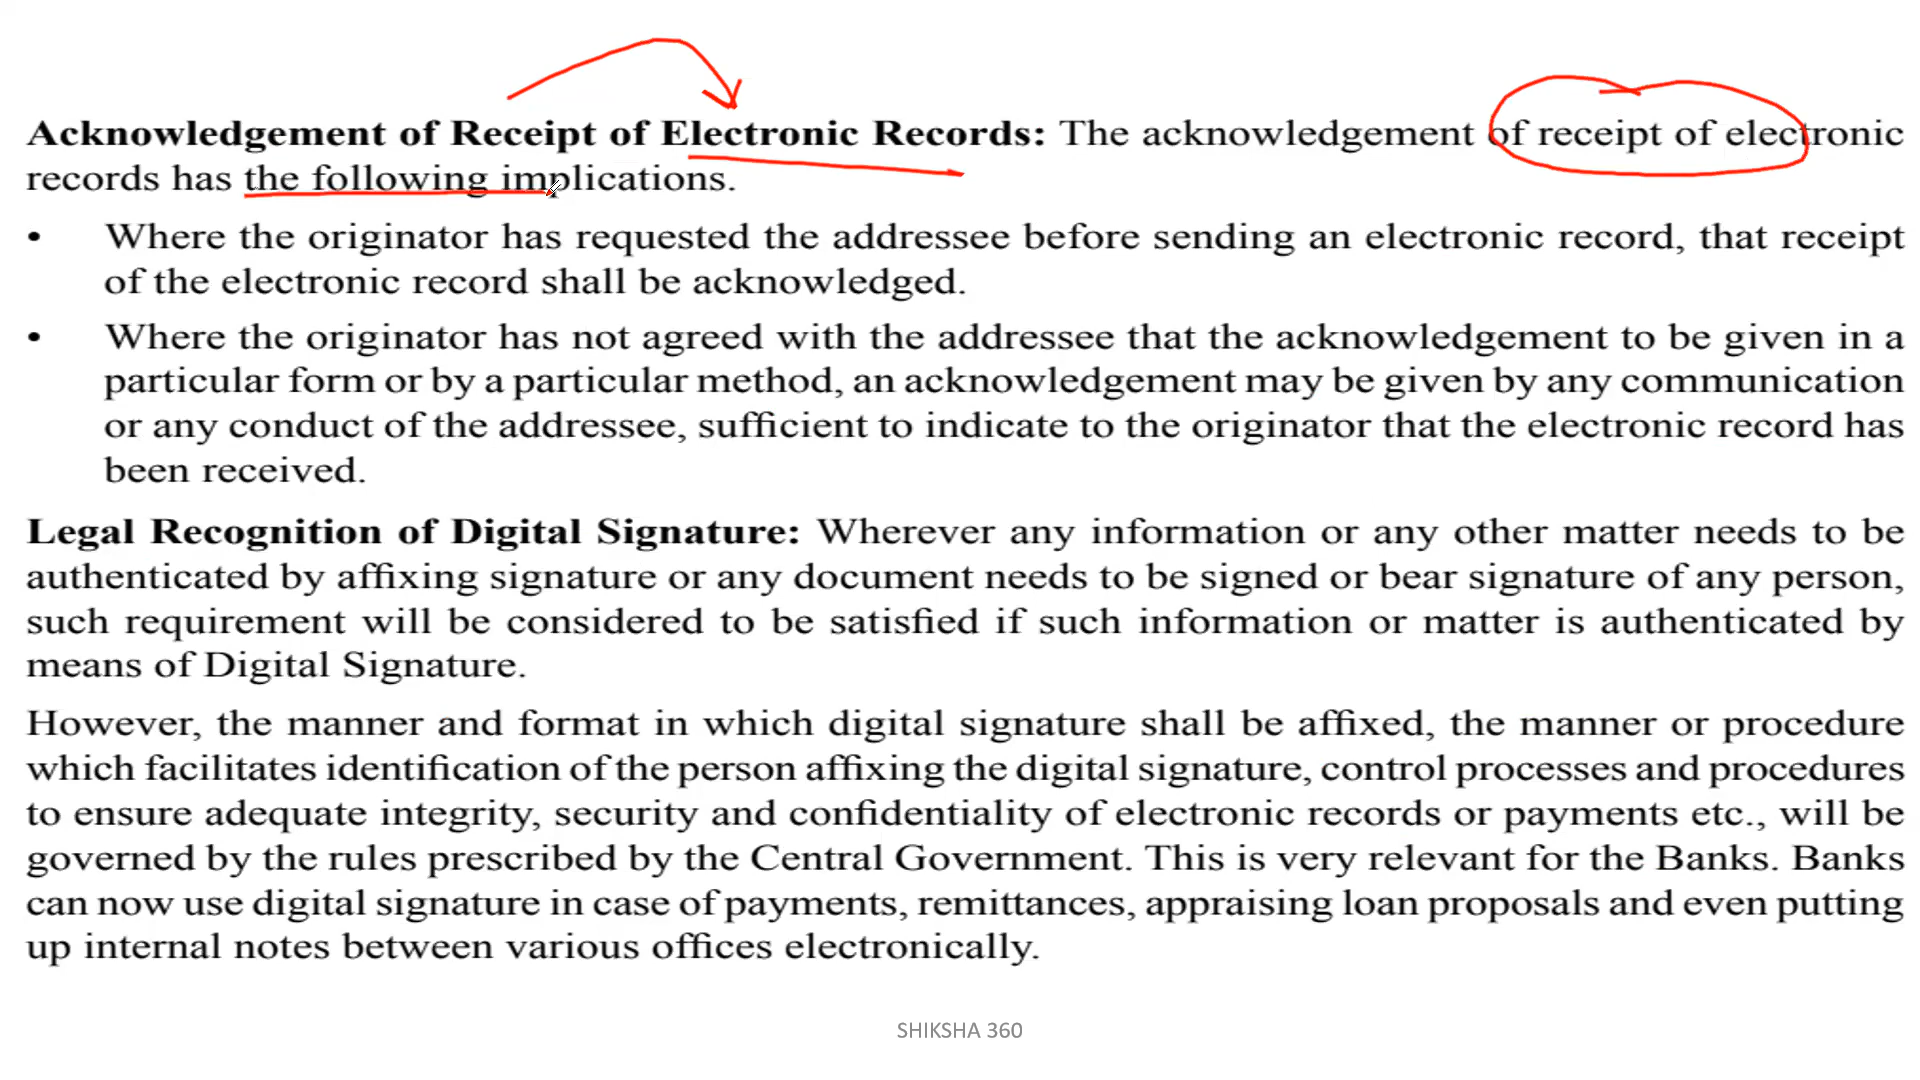 Acknowledgement of Receipt of Electronic Records: The acknowledgement of receipt of electronic
records has the following implications.
• Where the originator has requested the addressee before sending an electronic record, that receipt
of the electronic record shall be acknowledged.
• Where the originator has not agreed with the addressee that the acknowledgement to be given in a
particular form or by a particular method, an acknowledgement may be given by any communication
or any conduct of the addressee, sufficient to indicate to the originator that the electronic record has
been received.
Legal Recognition of Digital Signature: Wherever any information or any other matter needs to be
authenticated by affixing signature or any document needs to be signed or bear signature of any person,
such requirement will be considered to be satisfied if such information or matter is authenticated by
means of Digital Signature.
However, the manner and format in which digital signature shall be affixed, the manner or procedure
which facilitates identification of the person affixing the digital signature, control processes and procedures
to ensure adequate integrity, security and confidentiality of electronic records or payments etc., will be
governed by the rules prescribed by the Central Government. This is very relevant for the Banks. Banks
can now use digital signature in case of payments, remittances, appraising loan proposals and even putting
up internal notes between various offices electronically.
SHIKSHA 360